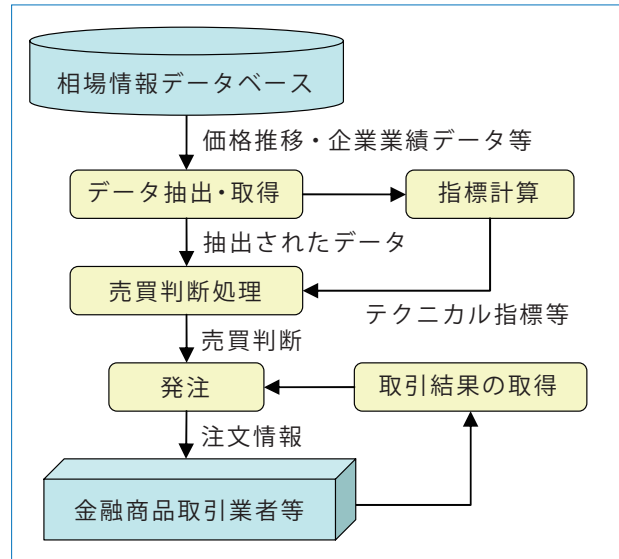 相場情報データベース
価格推移・企業業績データ等
データ抽出・取得
指標計算
抽出されたデータ
売買判断処理
テクニカル指標等
売買判断
発注
取引結果の取得
注文情報
金融商品取引業者等